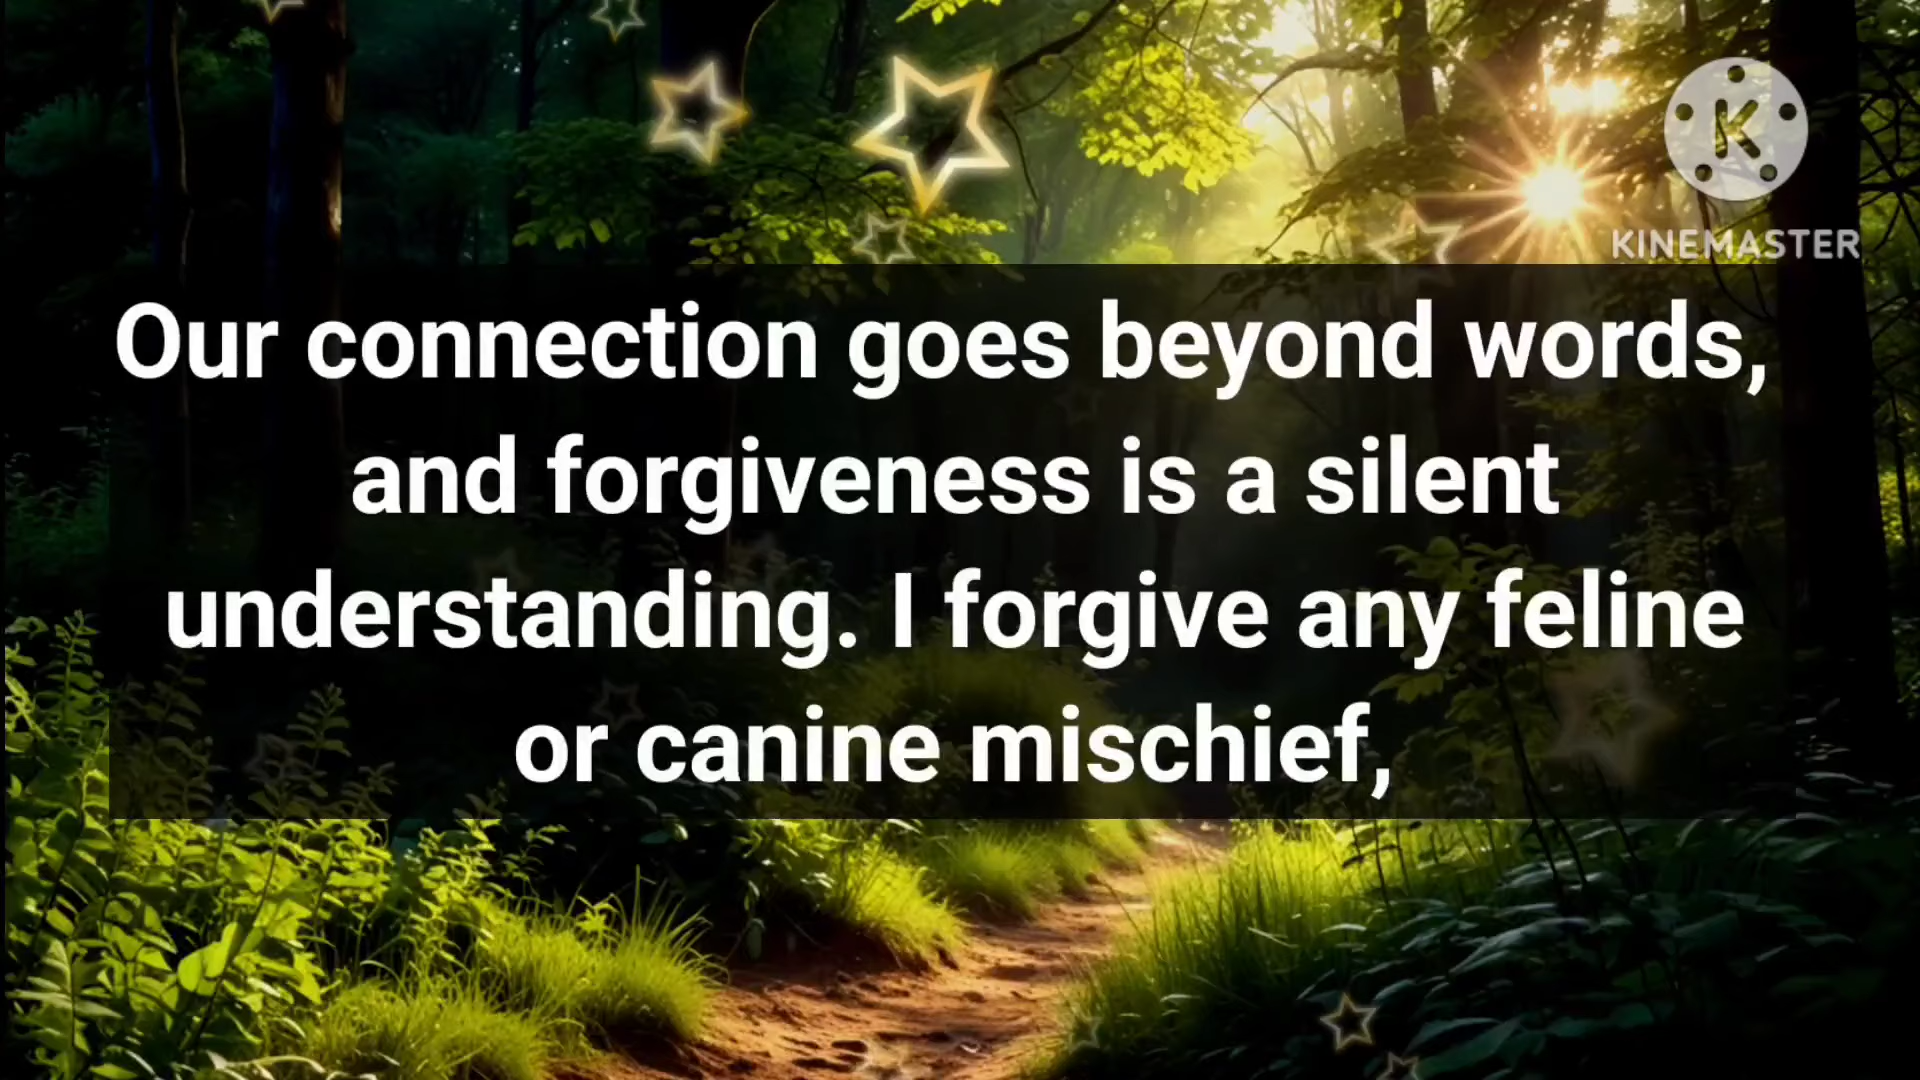 K
KINEMASTER
Our connection goes beyond words,
and forgiveness is a silent
understanding. I forgive any feline
or canine mischief,